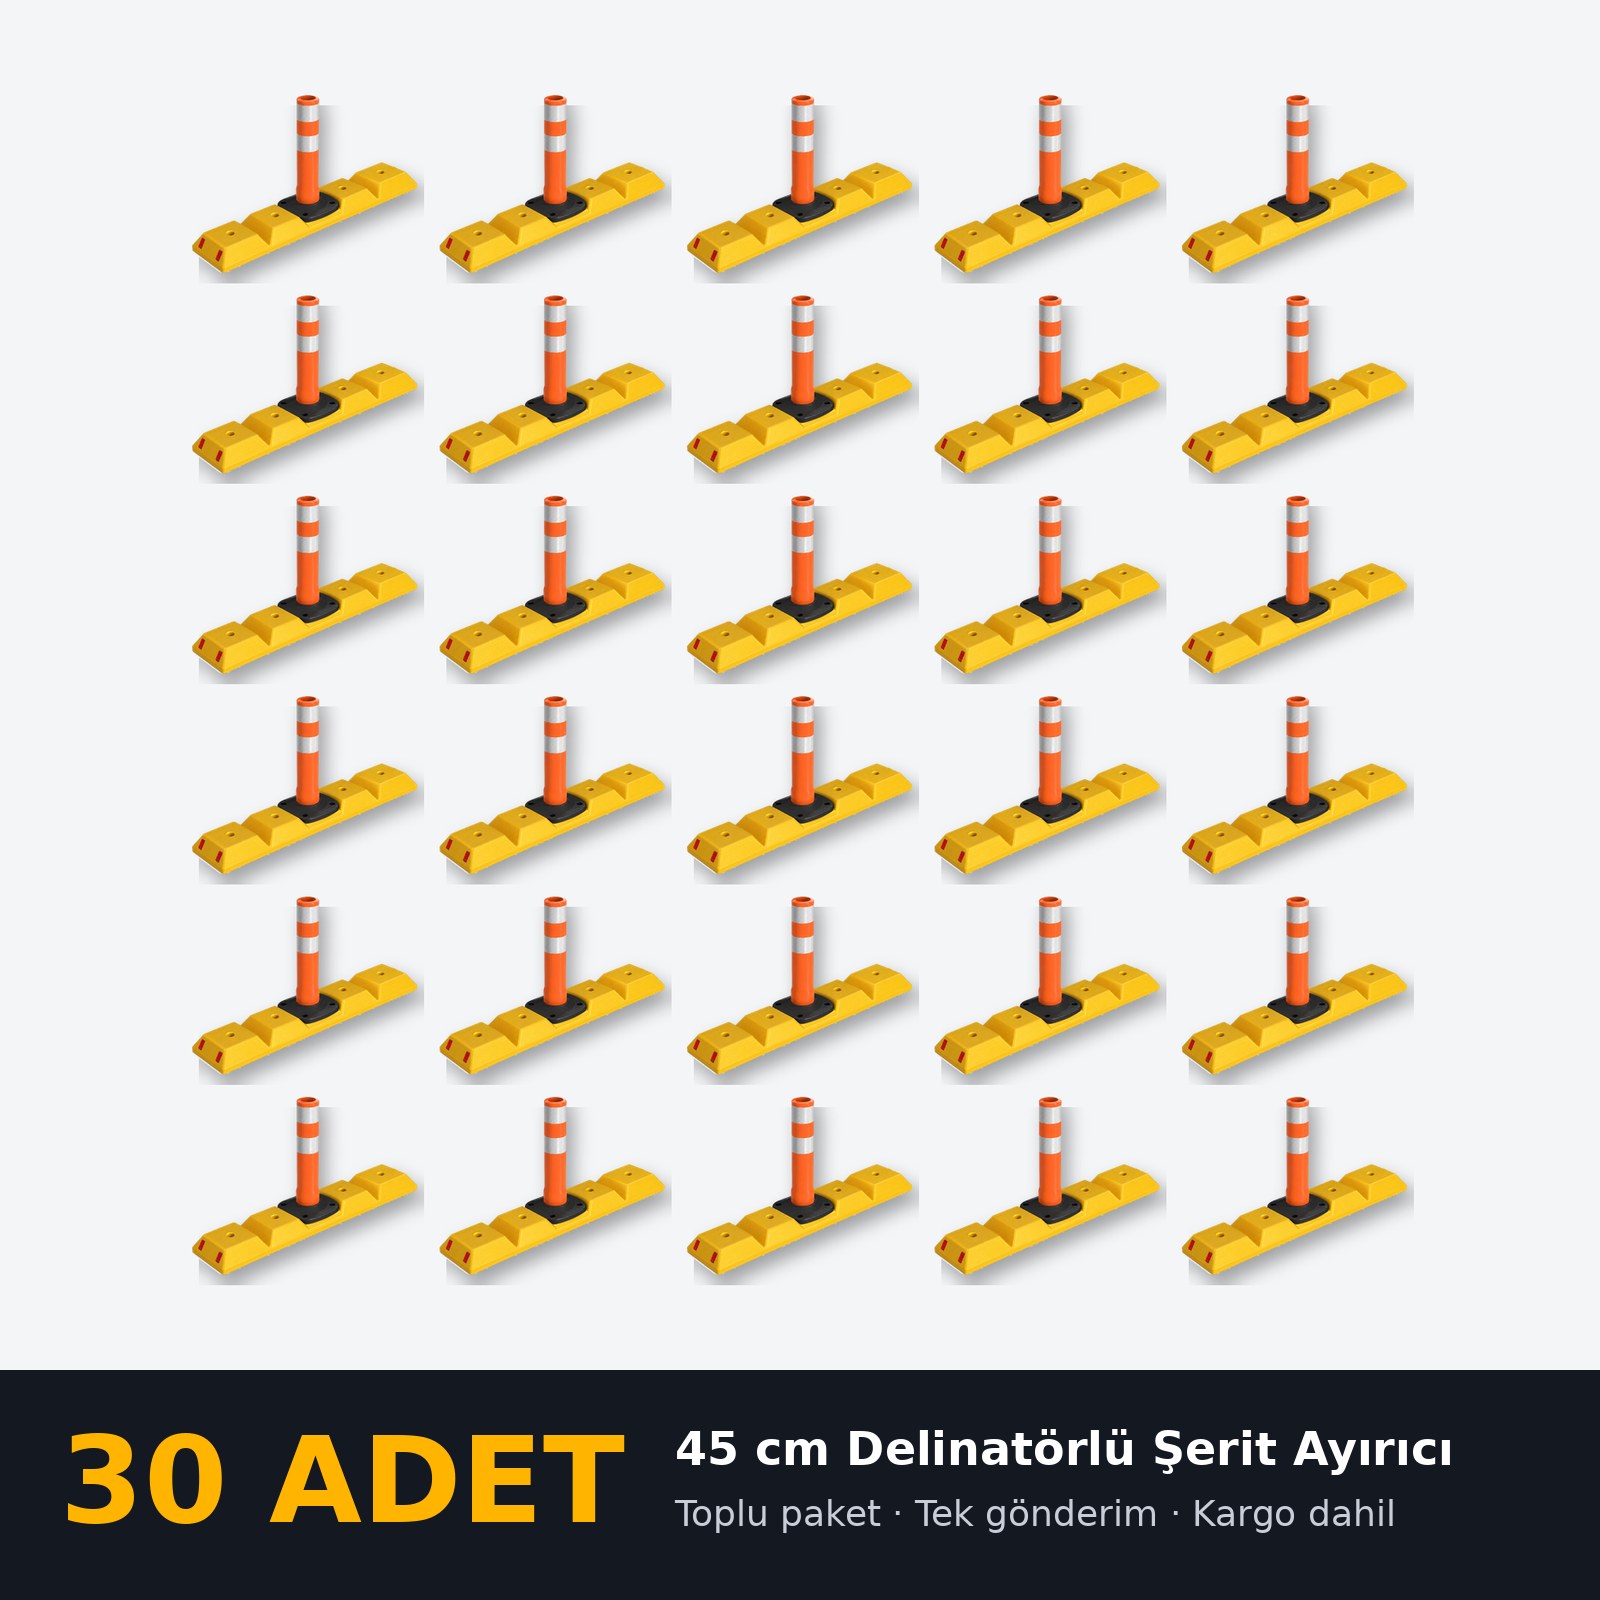 30 ADET
45 cm Delinatörlü Şerit Ayırıcı
Toplu paket · Tek gönderim · Kargo dahil